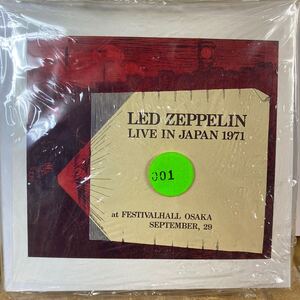 LED ZEPPELIN
LIVE IN JAPAN 1971
001
at FESTIVALHALL OSAKA
SEPTEMBER, 29